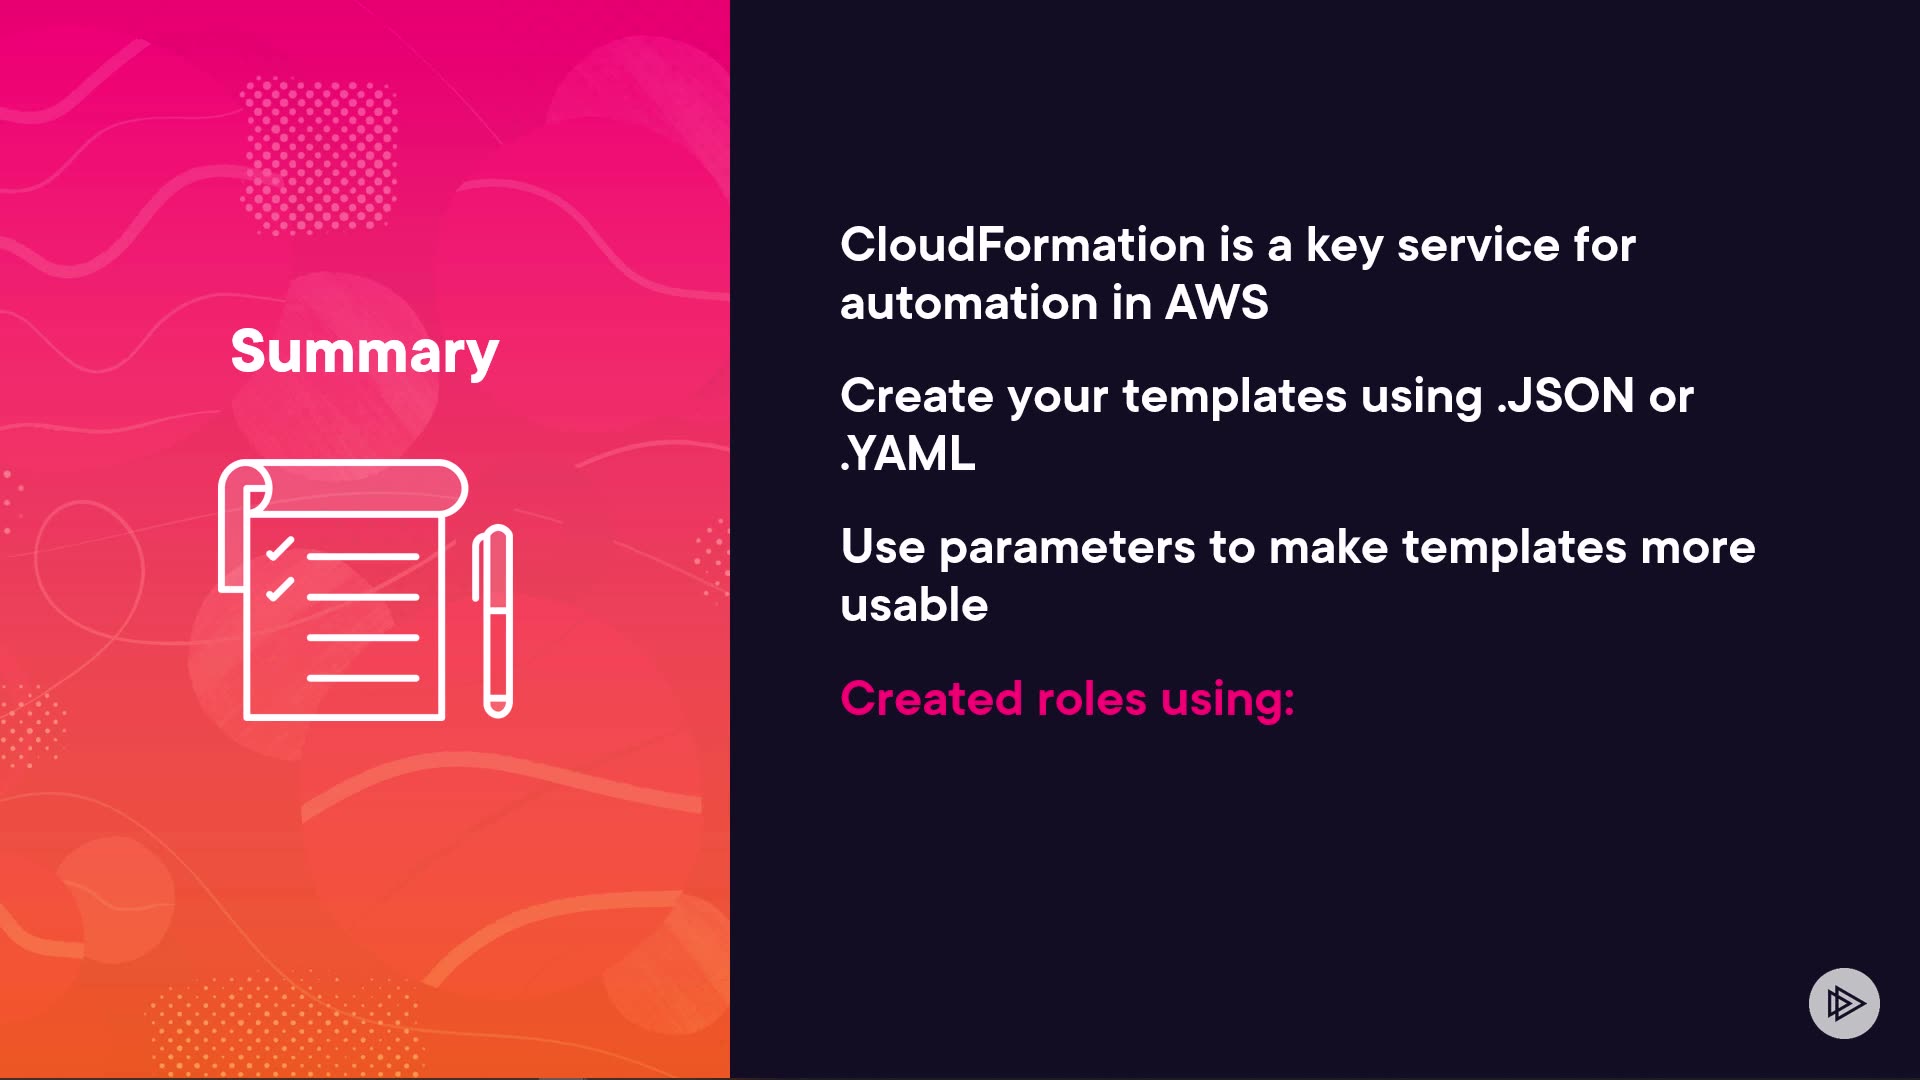 Summary
CloudFormation is a key service for
automation in AWS
Create your templates using .JSON or
.YAML
Use parameters to make templates more
usable
Created roles using: